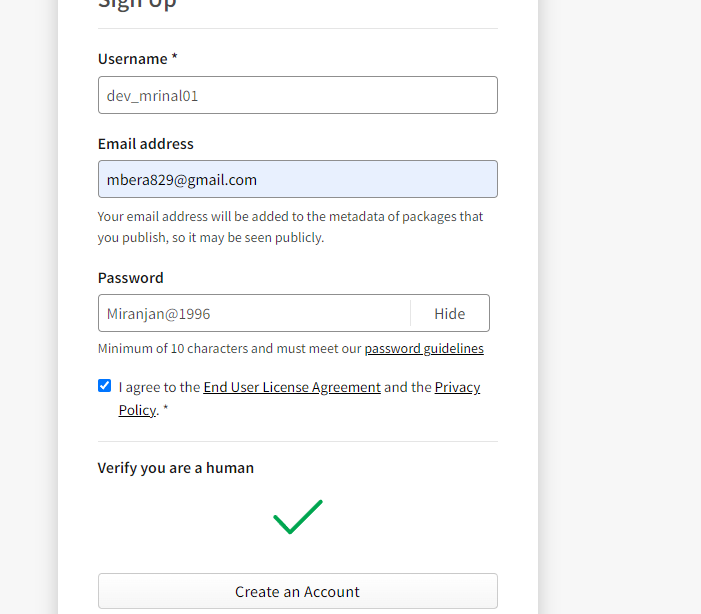 Sign Up
Username *
dev_mrinal01
Email address
mbera829@gmail.com
Your email address will be added to the metadata of packages that
you publish, so it may be seen publicly.
Password
Miranjan@1996
Hide
Minimum of 10 characters and must meet our password guidelines
I agree to the End User License Agreement and the Privacy
Policy. *
Verify you are a human
Create an Account